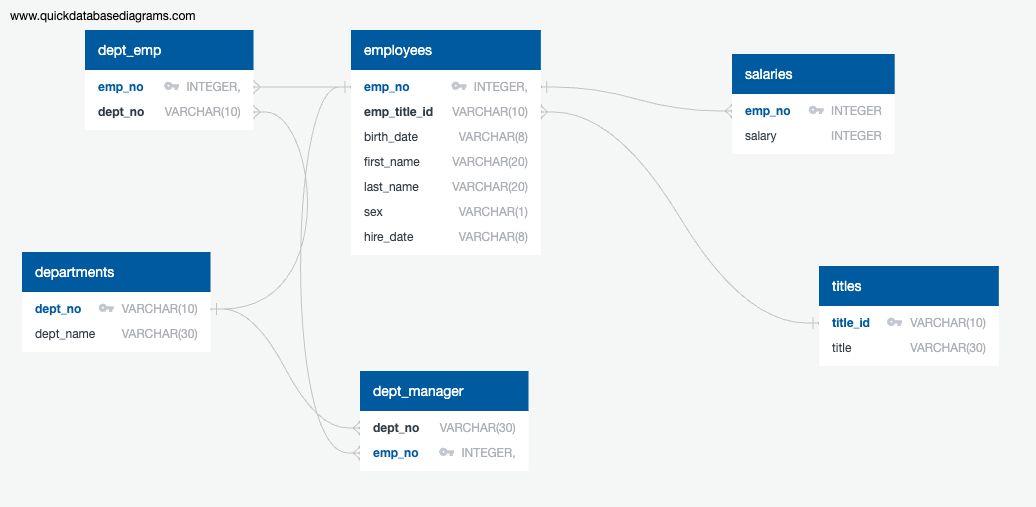 www.quickdatabasediagrams.com
dept_emp
emp_no INTEGER,
dept_no VARCHAR(10)
employees
emp_no INTEGER,
emp_title_id VARCHAR(10)
birth_date VARCHAR(8)
first_name VARCHAR(20)
last_name VARCHAR(20)
sex VARCHAR(1)
hire_date VARCHAR(8)
salaries
emp_no INTEGER
salary INTEGER
departments
dept_no VARCHAR(10)
dept_name VARCHAR(30)
titles
title_id VARCHAR(10)
title VARCHAR(30)
dept_manager
dept_no VARCHAR(30)
emp_no INTEGER,